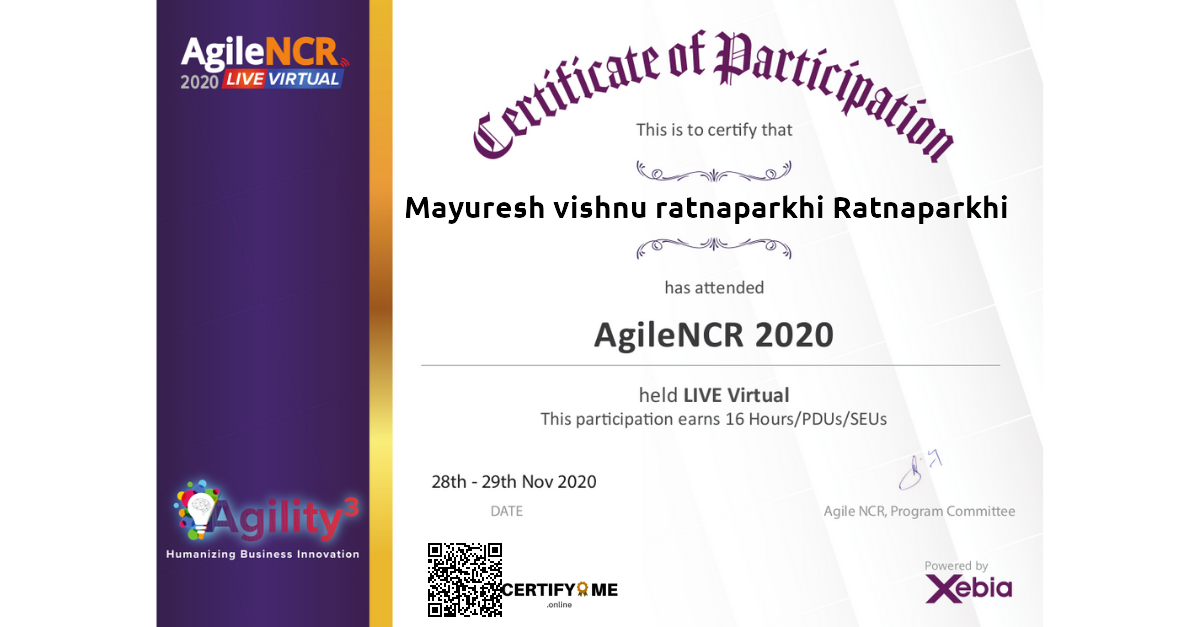 AgileNCR
2020 LIVE VIRTUAL
Certificate of Participation
This is to certify that
Mayuresh vishnu ratnaparkhi Ratnaparkhi
has attended
AgileNCR 2020
held LIVE Virtual
This participation earns 16 Hours/PDUs/SEUs
28th - 29th Nov 2020
DATE
Agile NCR, Program Committee
Agility3
Humanizing Business Innovation
CERTIFY ME
.online
Powered by
Xebia